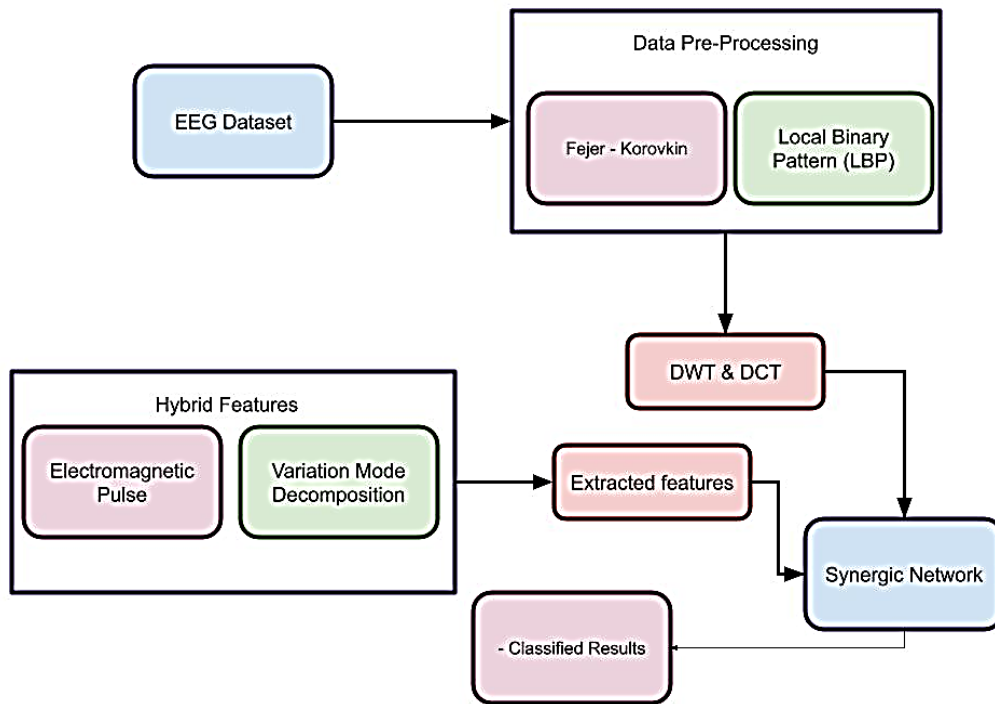 Data Pre-Processing
EEG Dataset
Fejer - Korovkin
Local Binary
Pattern (LBP)
DWT & DCT
Hybrid Features
Electromagnetic
Pulse
Variation Mode
Decomposition
Extracted features
Synergic Network
- Classified Results